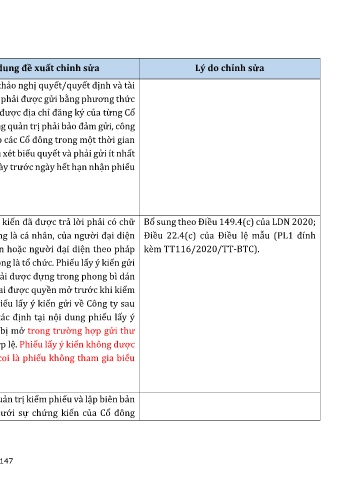 dung đề xuất chỉnh sửa
Lý do chỉnh sửa
thảo nghị quyết/quyết định và tài
phải được gửi bằng phương thức
được địa chỉ đăng ký của từng Cổ
g quản trị phải bảo đảm gửi, công
o các Cổ đông trong một thời gian
xét biểu quyết và phải gửi ít nhất
ày trước ngày hết hạn nhận phiếu
kiến đã được trả lời phải có chữ
ng là cá nhân, của người đại diện
n hoặc người đại diện theo pháp
ng là tổ chức. Phiếu lấy ý kiến gửi
ải được đựng trong phong bì dán
ai được quyền mở trước khi kiểm
iếu lấy ý kiến gửi về Công ty sau
ác định tại nội dung phiếu lấy ý
bị mở trong trường hợp gửi thư
p lệ. Phiếu lấy ý kiến không được
coi là phiếu không tham gia biểu
Bổ sung theo Điều 149.4(c) của LDN 2020;
Điều 22.4(c) của Điều lệ mẫu (PL1 đính
kèm TT116/2020/TT-BTC).
uản trị kiểm phiếu và lập biên bản
ưới sự chứng kiến của Cổ đông
147